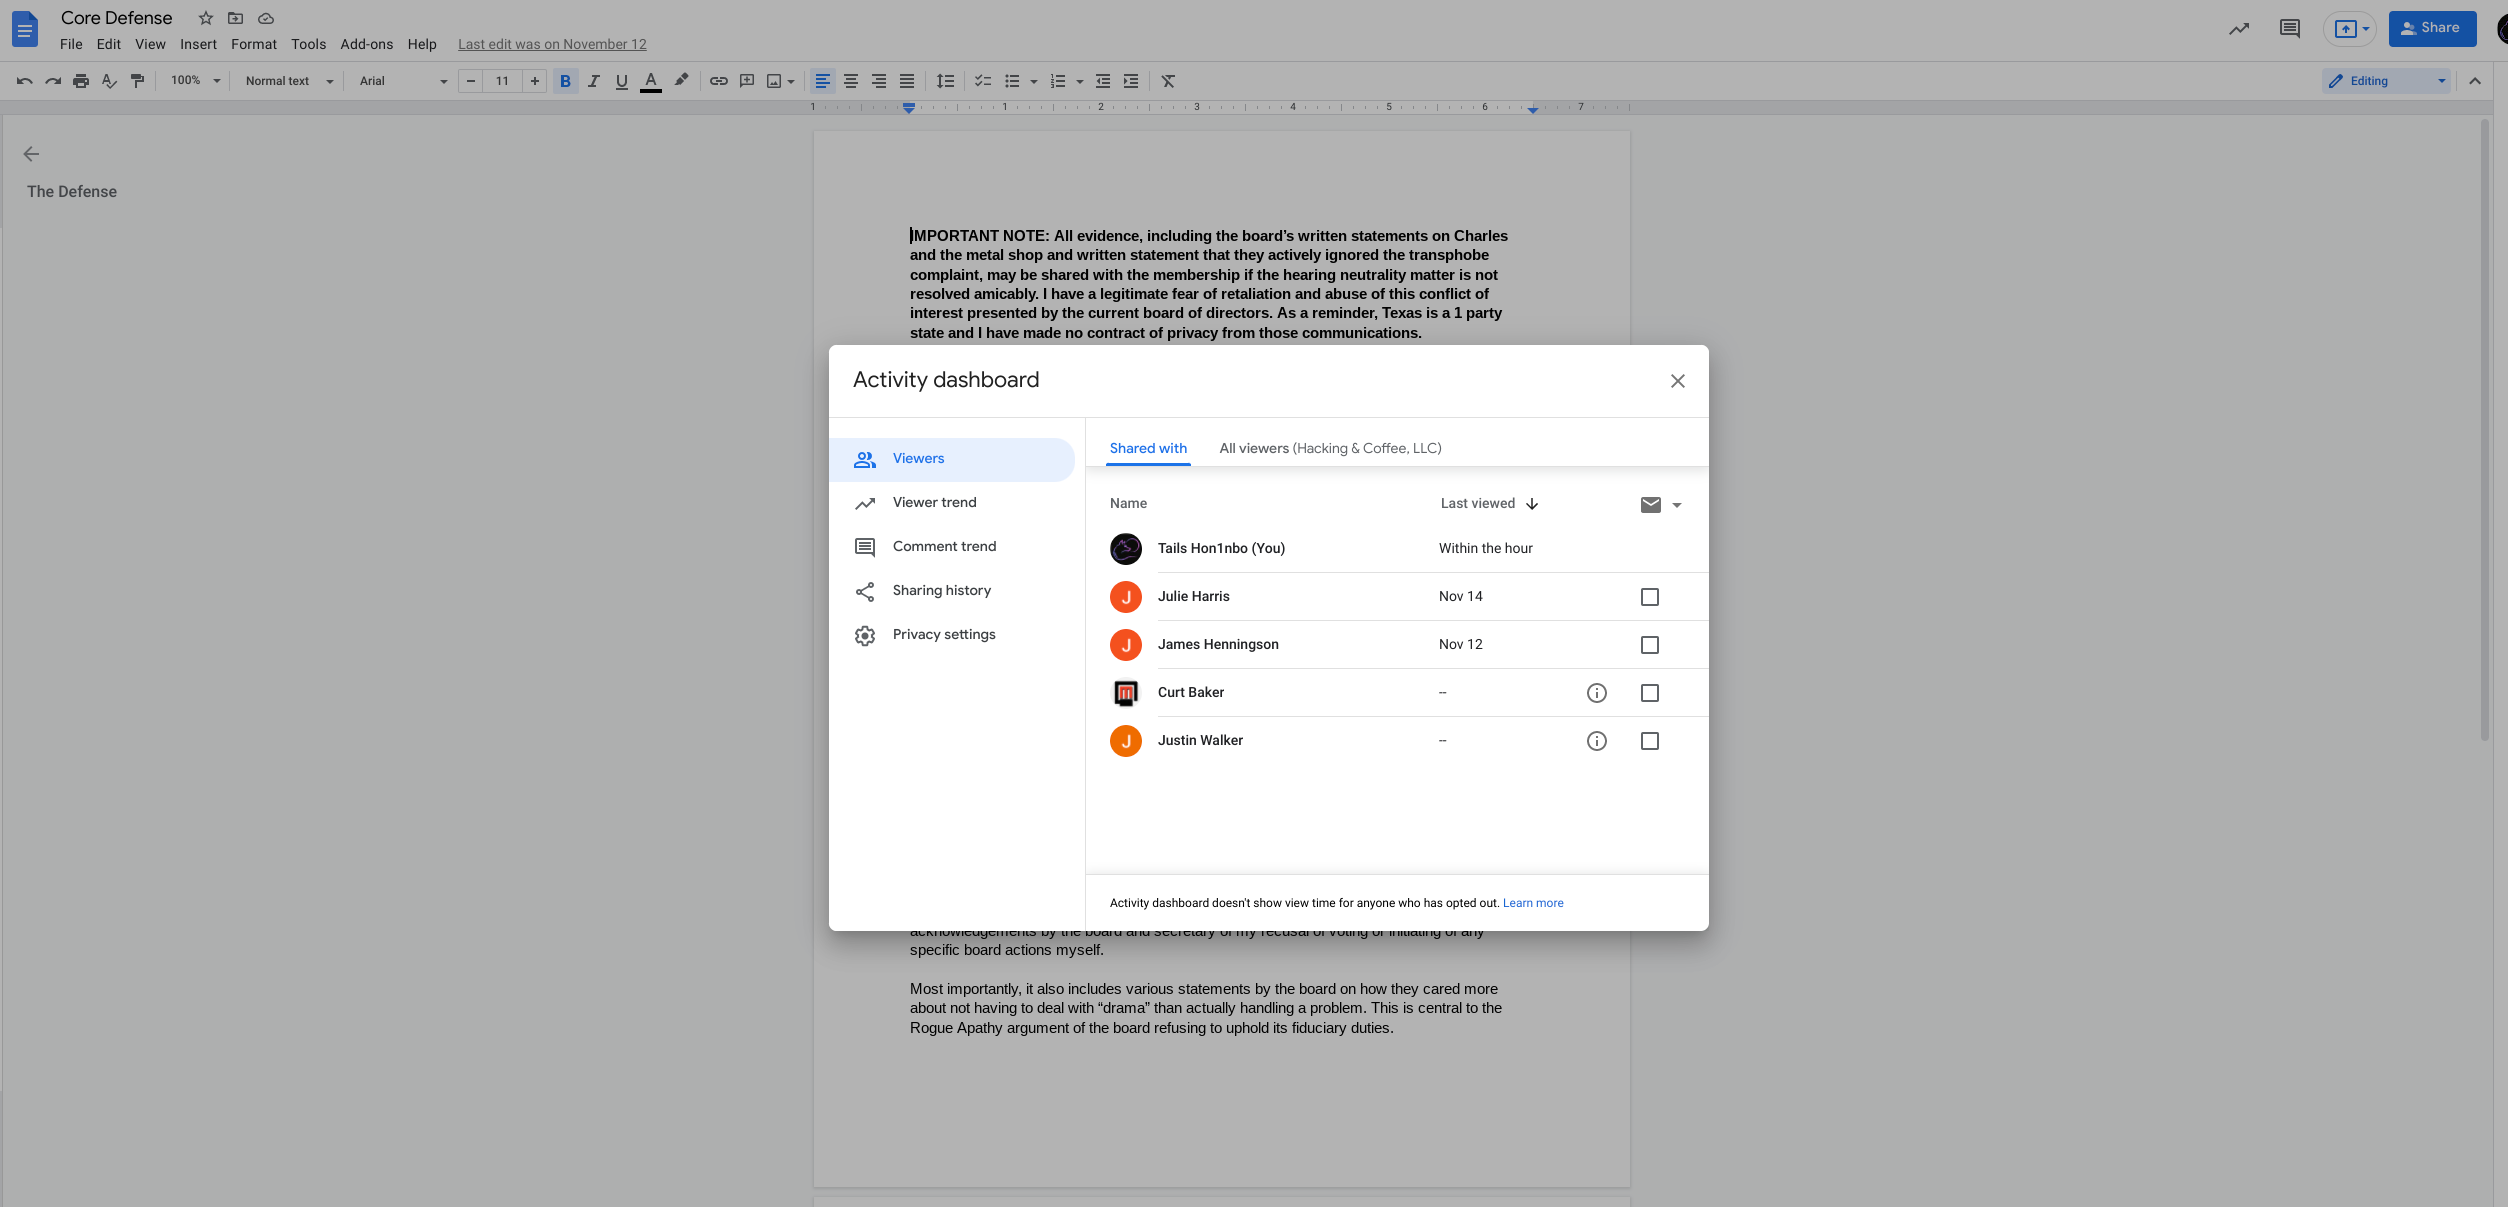 Core Defense
File Edit View Insert Format Tools Add-ons Help Last edit was on November 12
Share
100% Normal text Arial 11 B I U A
Editing
1 1 2 3 4 5 6 7
The Defense
IMPORTANT NOTE: All evidence, including the board’s written statements on Charles
and the metal shop and written statement that they actively ignored the transphobe
complaint, may be shared with the membership if the hearing neutrality matter is not
resolved amicably. I have a legitimate fear of retaliation and abuse of this conflict of
interest presented by the current board of directors. As a reminder, Texas is a 1 party
state and I have made no contract of privacy from those communications.
Activity dashboard
Viewers
Viewer trend
Comment trend
Sharing history
Privacy settings
Shared with All viewers (Hacking & Coffee, LLC)
Name Last viewed
Tails Hon1nbo (You) Within the hour
J Julie Harris Nov 14
J James Henningson Nov 12
Curt Baker --
J Justin Walker --
Activity dashboard doesn't show view time for anyone who has opted out. Learn more
acknowledgements by the board and secretary of my recusal of voting or initiating of any
specific board actions myself.
Most importantly, it also includes various statements by the board on how they cared more
about not having to deal with “drama” than actually handling a problem. This is central to the
Rogue Apathy argument of the board refusing to uphold its fiduciary duties.